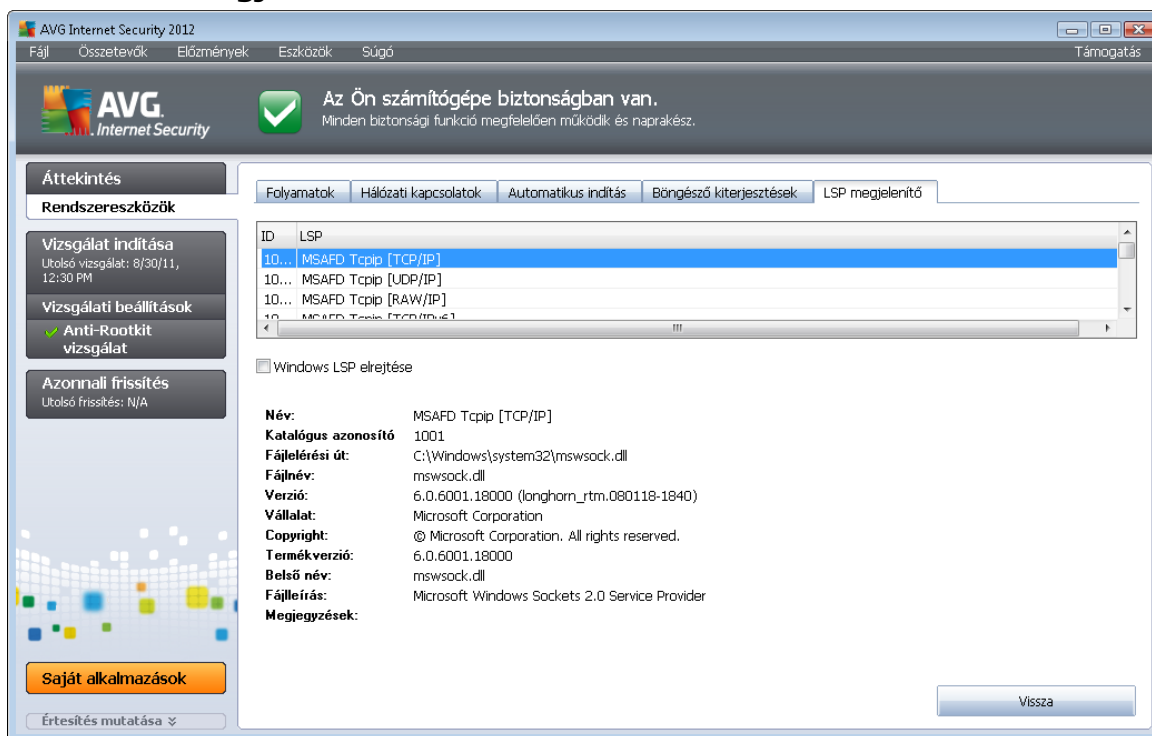 AVG Internet Security 2012
Fájl Összetevők Előzmények Eszközök Súgó Támogatás
AVG.
Internet Security
Az Ön számítógépe biztonságban van.
Minden biztonsági funkció megfelelően működik és naprakész.
Áttekintés
Rendszereszközök
Vizsgálat indítása
Utolsó vizsgálat: 8/30/11,
12:30 PM
Vizsgálati beállítások
Anti-Rootkit
vizsgálat
Azonnali frissítés
Utolsó frissítés: N/A
Saját alkalmazások
Értesítés mutatása
Folyamatok Hálózati kapcsolatok Automatikus indítás Böngésző kiterjesztések LSP megjelenítő
ID LSP
10... MSAFD Tcpip [TCP/IP]
10... MSAFD Tcpip [UDP/IP]
10... MSAFD Tcpip [RAW/IP]
10... MSAFD Tcpip [TCP/IPv6]
Windows LSP elrejtése
Név: MSAFD Tcpip [TCP/IP]
Katalógus azonosító 1001
Fájlelérési út: C:\Windows\system32\mswsock.dll
Fájlnév: mswsock.dll
Verzió: 6.0.6001.18000 (longhorn_rtm.080118-1840)
Vállalat: Microsoft Corporation
Copyright: © Microsoft Corporation. All rights reserved.
Termékverzió: 6.0.6001.18000
Belső név: mswsock.dll
Fájlleírás: Microsoft Windows Sockets 2.0 Service Provider
Megjegyzések:
Vissza